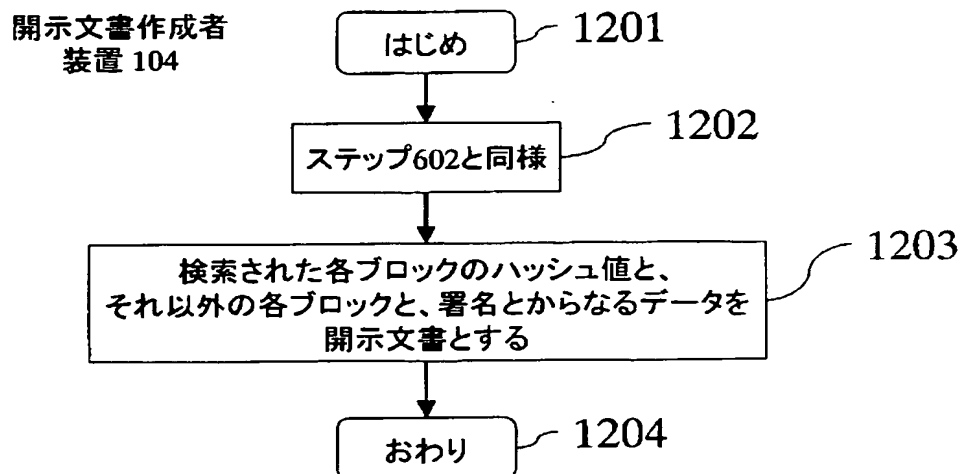 開示文書作成者
装置 104
はじめ
1201
ステップ602と同様
1202
検索された各ブロックのハッシュ値と、
それ以外の各ブロックと、署名とからなるデータを
開示文書とする
1203
おわり
1204